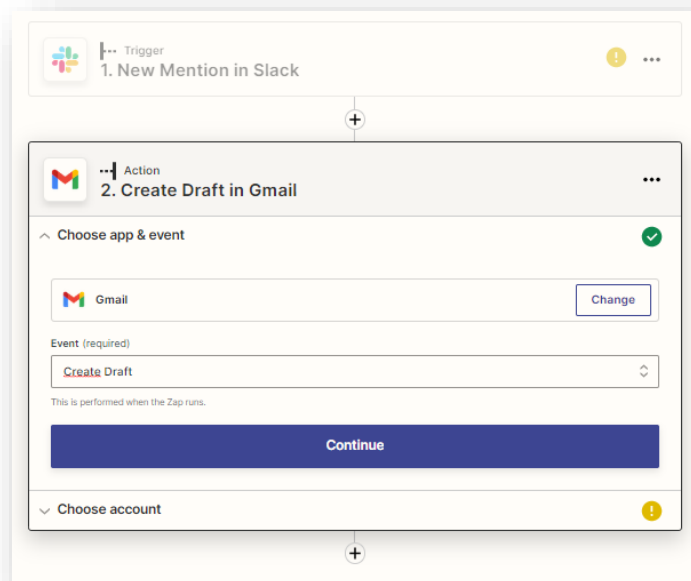 Trigger
1. New Mention in Slack
Action
2. Create Draft in Gmail
Choose app & event
Gmail
Change
Event (required)
Create Draft
This is performed when the Zap runs.
Continue
Choose account